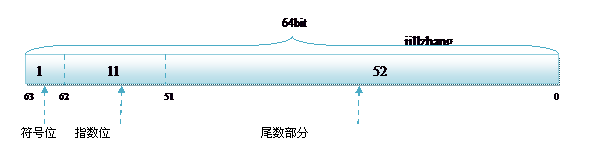 64bit
jillzhang
1 11 52
63 62 51 0
符号位 指数位 尾数部分